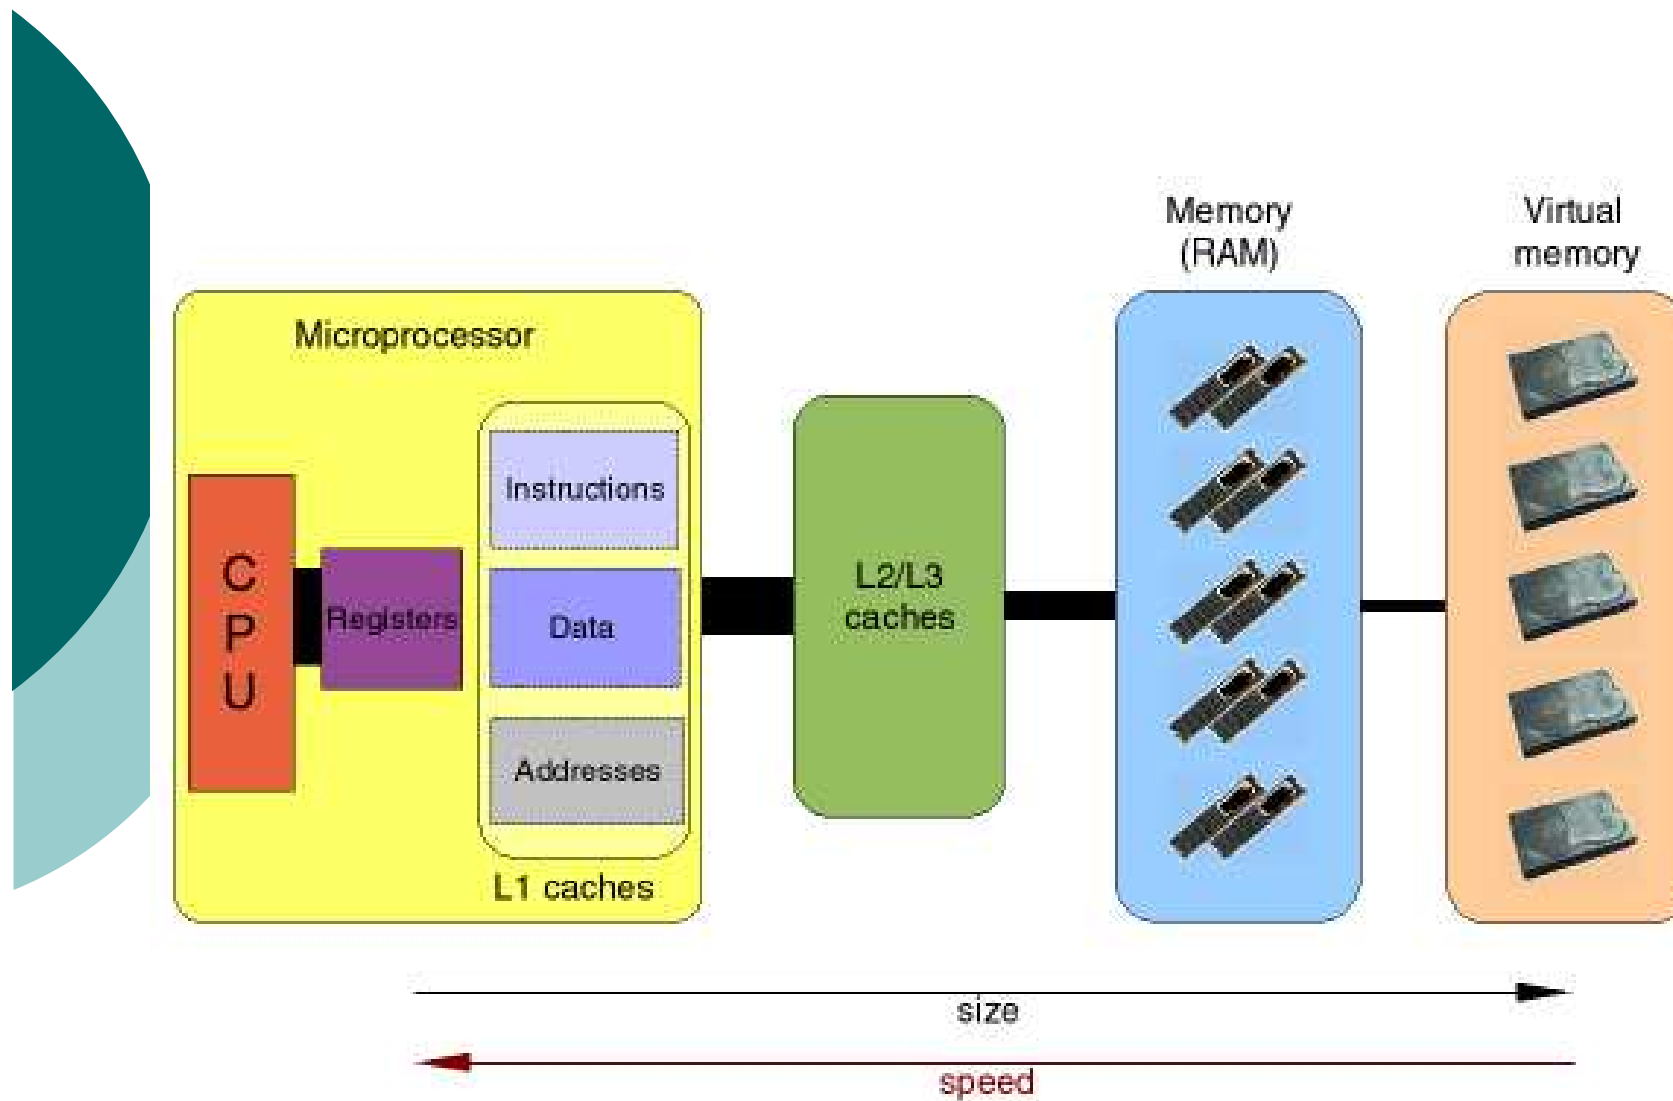 Memory
(RAM)
Virtual
memory
Microprocessor
C
P
U
Registers
Instructions
Data
Addresses
L1 caches
L2/L3
caches
size
speed